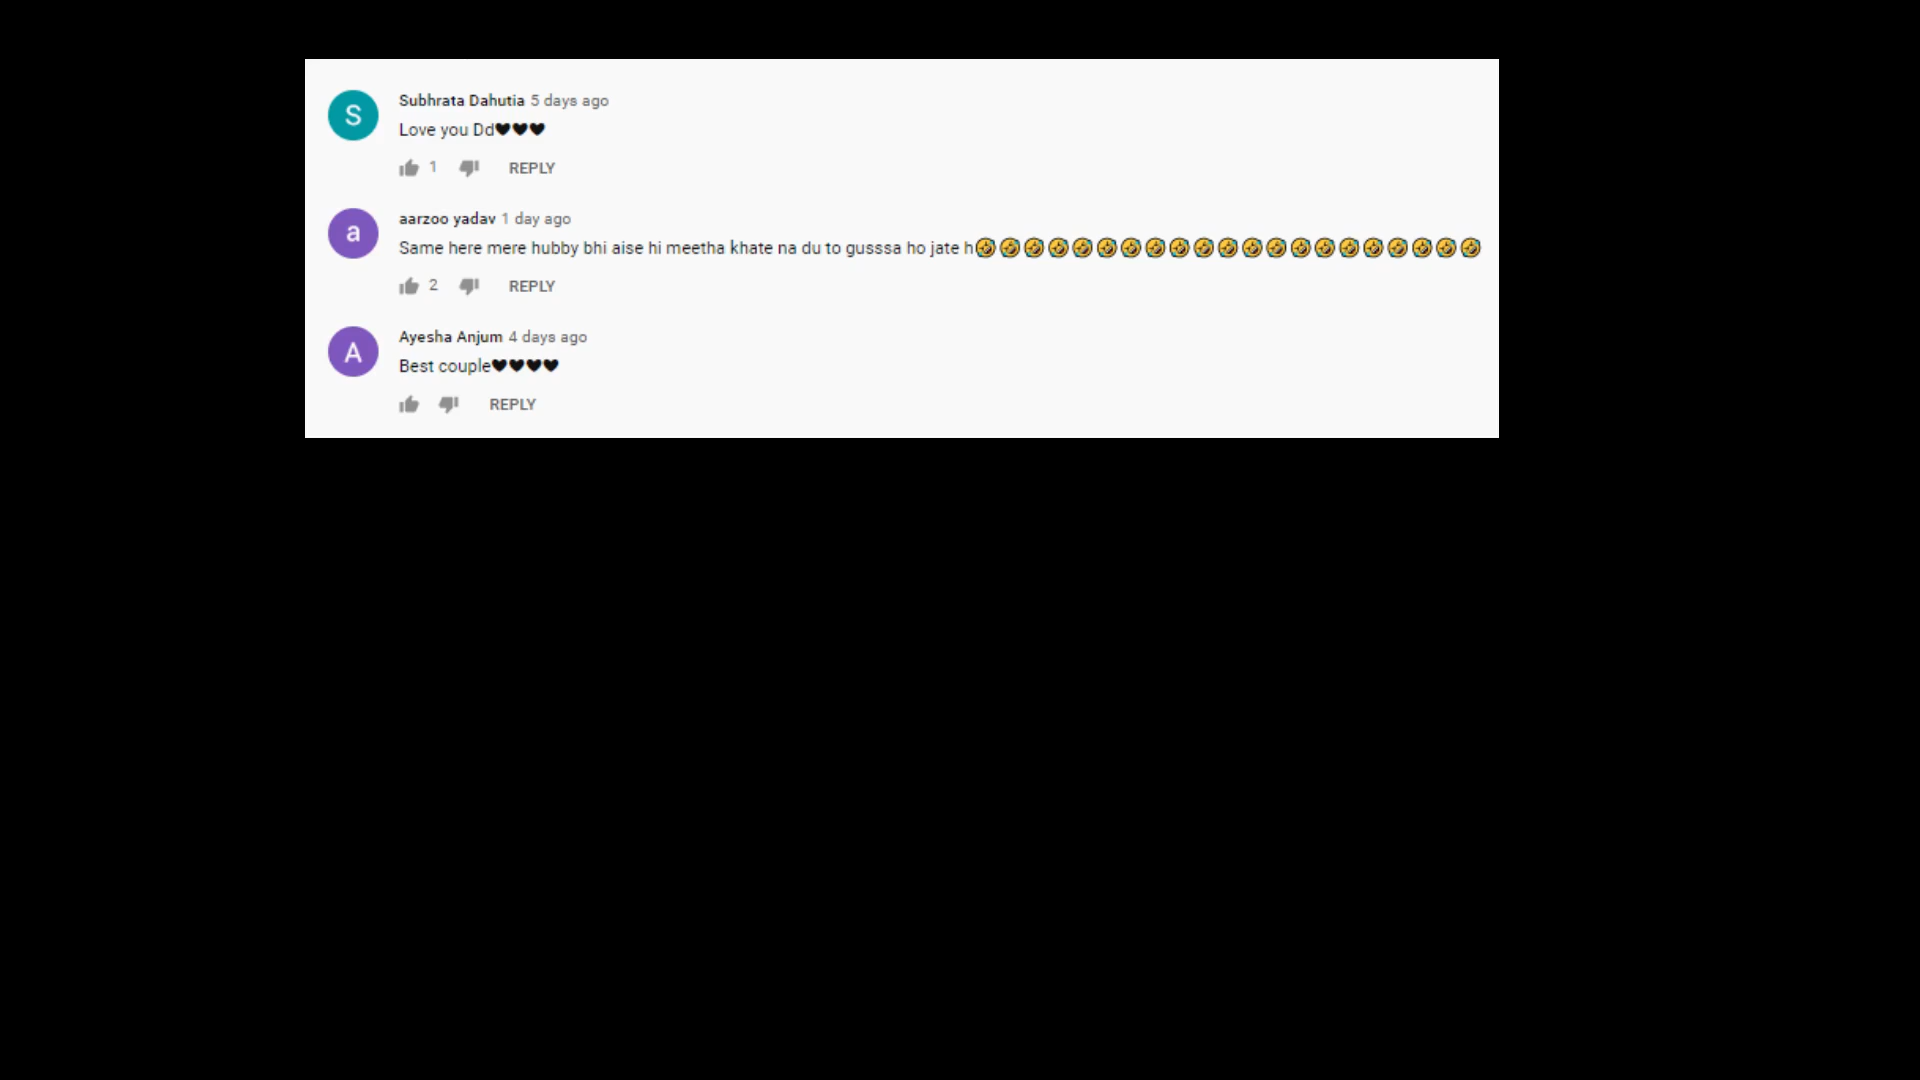 S
Subhrata Dahutia 5 days ago
Love you Dd🖤🖤🖤
1 REPLY
a
aarzoo yadav 1 day ago
Same here mere hubby bhi aise hi meetha khate na du to gusssa ho jate h🤣🤣🤣🤣🤣🤣🤣🤣🤣🤣🤣🤣🤣🤣🤣🤣🤣🤣🤣🤣🤣
2 REPLY
A
Ayesha Anjum 4 days ago
Best couple🖤🖤🖤🖤
REPLY